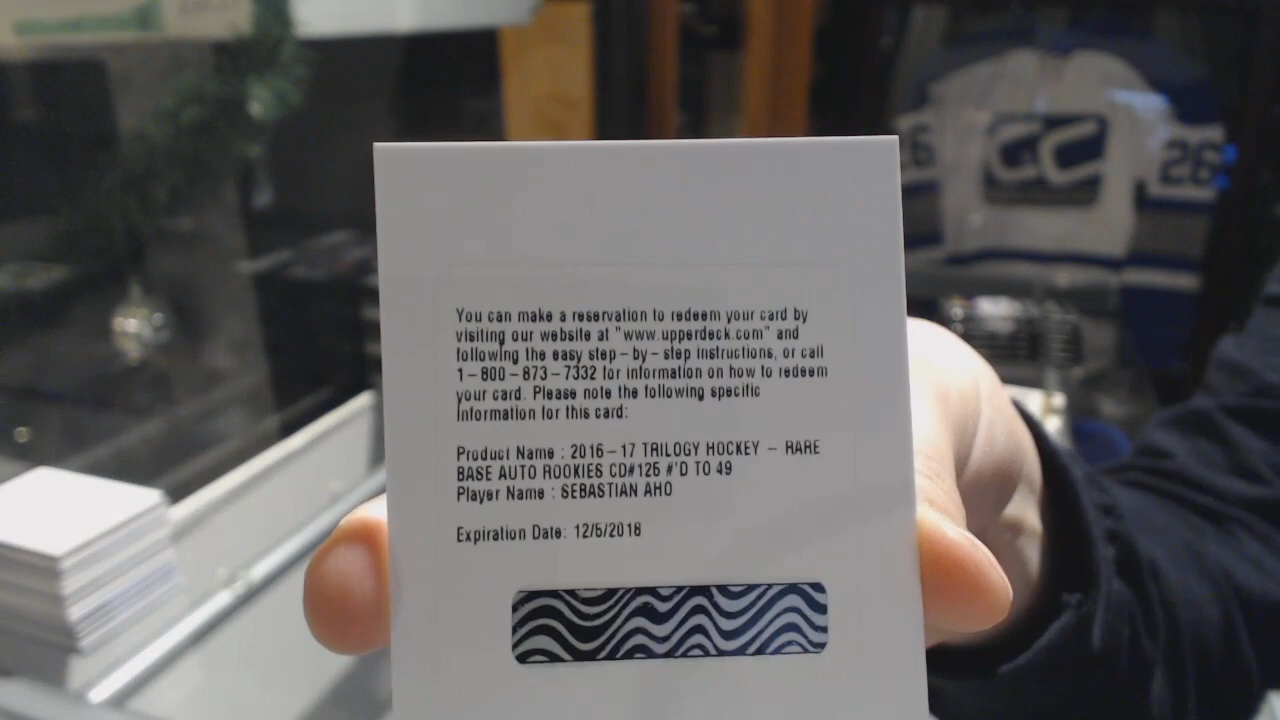 You can make a reservation to redeem your card by
visiting our website at "www.upperdeck.com" and
following the easy step – by – step instructions, or call
1 – 800 – 873 – 7332 for information on how to redeem
your card. Please note the following specific
Information for this card:
Product Name : 2016 – 17 TRILOGY HOCKEY – RARE
BASE AUTO ROOKIES CD#125 #'D TO 49
Player Name : SEBASTIAN AHO
Expiration Date: 12/5/2018
GC
26